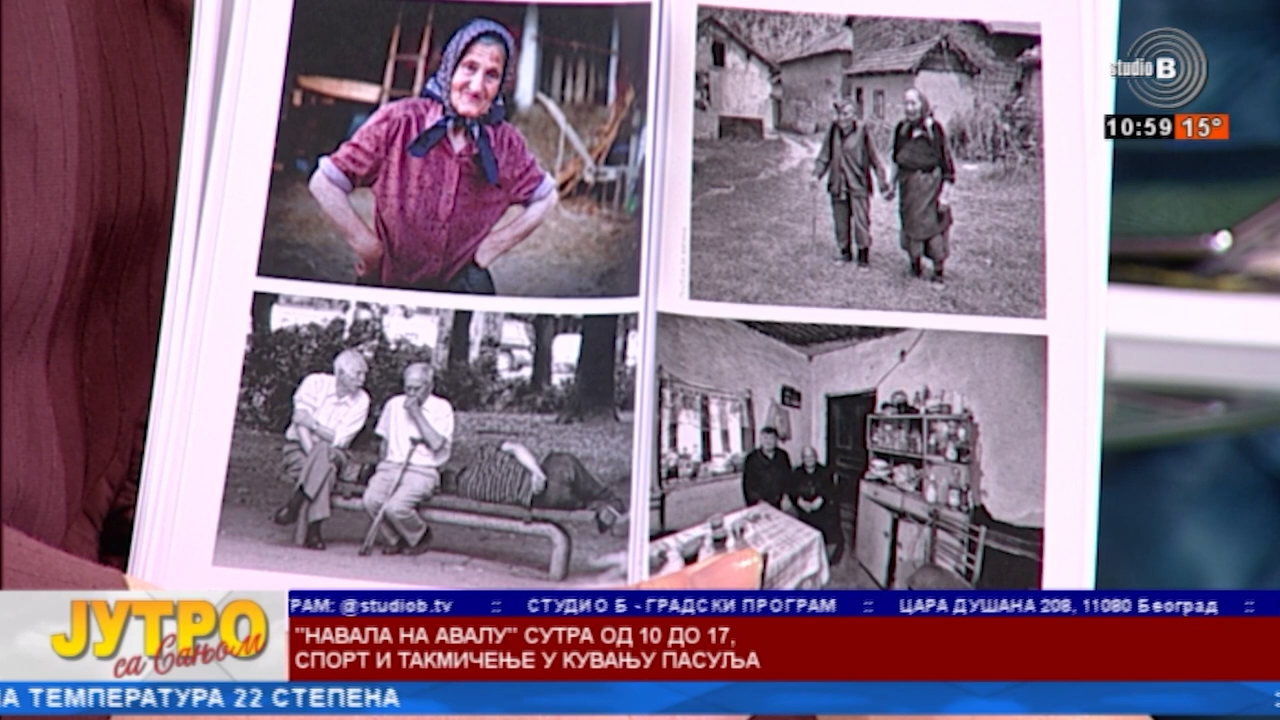 studio B
10:59 15°
РАМ: @studiob.tv :: СТУДИО Б - ГРАДСКИ ПРОГРАМ :: ЦАРА ДУШАНА 208, 11080 Београд ::
ЈУТРО
са Сањом
"НАВАЛА НА АВАЛУ" СУТРА ОД 10 ДО 17,
СПОРТ И ТАКМИЧЕЊЕ У КУВАЊУ ПАСУЉА
НА ТЕМПЕРАТУРА 22 СТЕПЕНА